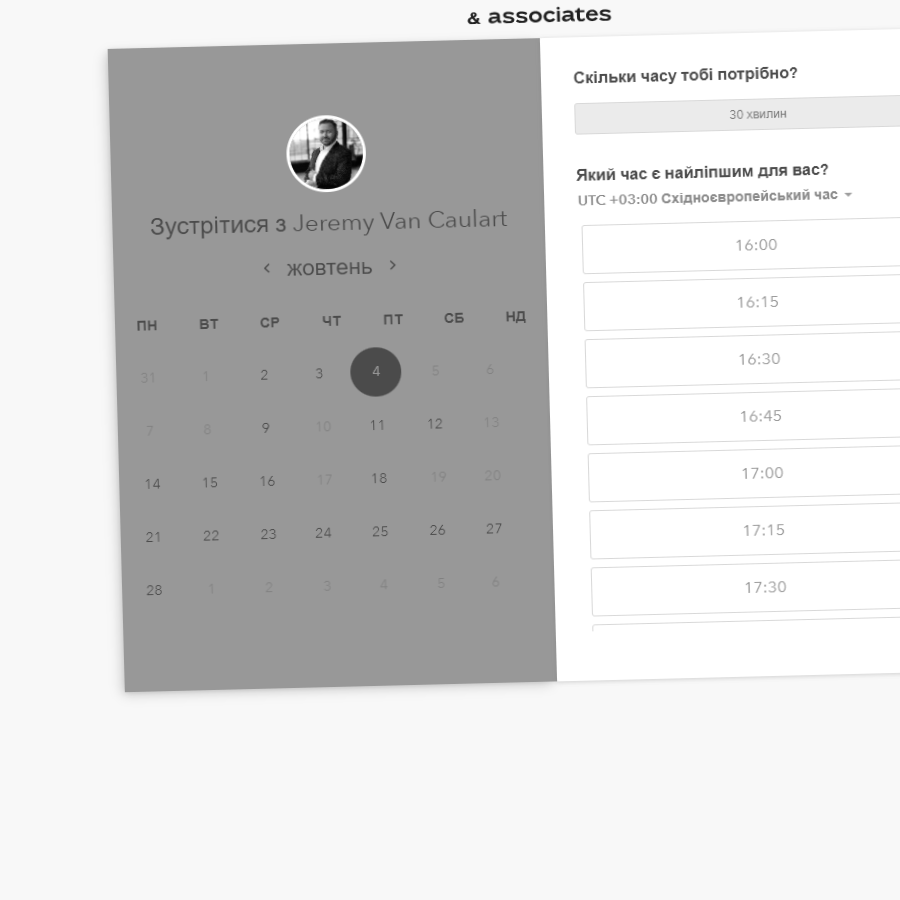 & associates
Зустрітися з Jeremy Van Caulart
жовтень
ПН ВТ СР ЧТ ПТ СБ НД
31 1 2 3 4 5 6
7 8 9 10 11 12 13
14 15 16 17 18 19 20
21 22 23 24 25 26 27
28 1 2 3 4 5 6
Скільки часу тобі потрібно?
30 хвилин
Який час є найліпшим для вас?
UTC +03:00 Східноєвропейський час
16:00
16:15
16:30
16:45
17:00
17:15
17:30